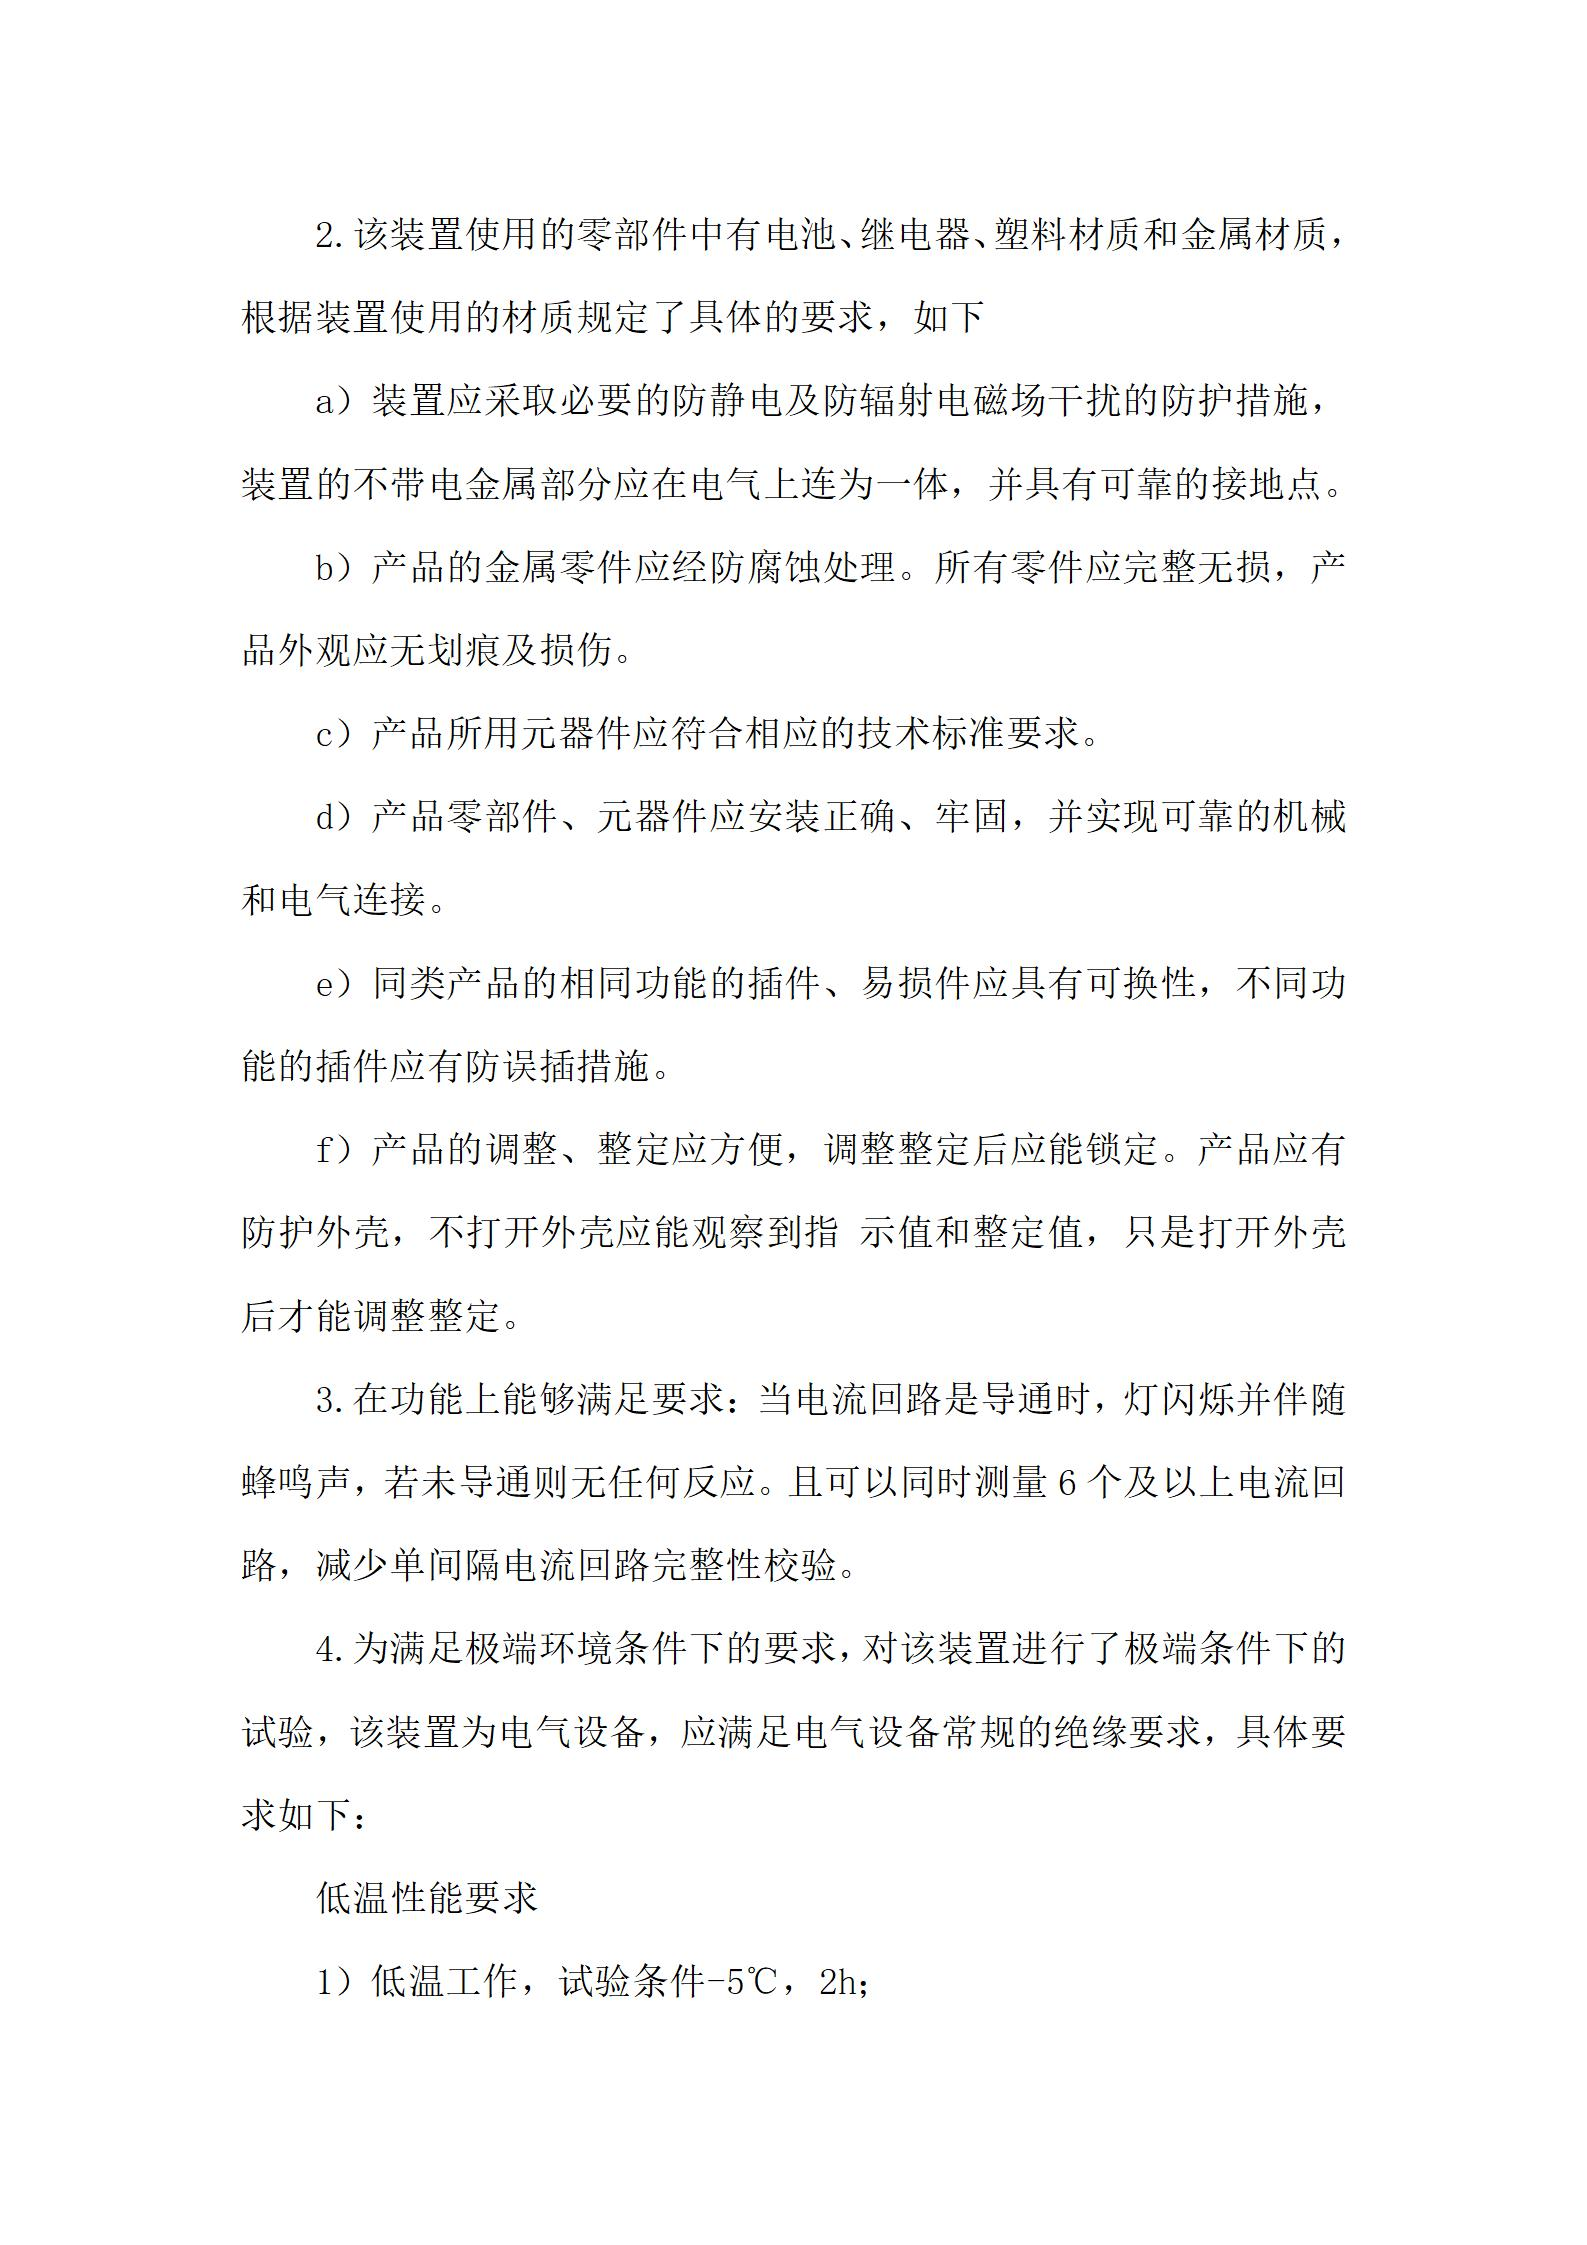 2.该装置使用的零部件中有电池、继电器、塑料材质和金属材质，
根据装置使用的材质规定了具体的要求，如下
a）装置应采取必要的防静电及防辐射电磁场干扰的防护措施，
装置的不带电金属部分应在电气上连为一体，并具有可靠的接地点。
b）产品的金属零件应经防腐蚀处理。所有零件应完整无损，产
品外观应无划痕及损伤。
c）产品所用元器件应符合相应的技术标准要求。
d）产品零部件、元器件应安装正确、牢固，并实现可靠的机械
和电气连接。
e）同类产品的相同功能的插件、易损件应具有可换性，不同功
能的插件应有防误插措施。
f）产品的调整、整定应方便，调整整定后应能锁定。产品应有
防护外壳，不打开外壳应能观察到指 示值和整定值，只是打开外壳
后才能调整整定。
3.在功能上能够满足要求：当电流回路是导通时，灯闪烁并伴随
蜂鸣声，若未导通则无任何反应。且可以同时测量 6 个及以上电流回
路，减少单间隔电流回路完整性校验。
4.为满足极端环境条件下的要求，对该装置进行了极端条件下的
试验，该装置为电气设备，应满足电气设备常规的绝缘要求，具体要
求如下：
低温性能要求
1）低温工作，试验条件-5℃，2h；